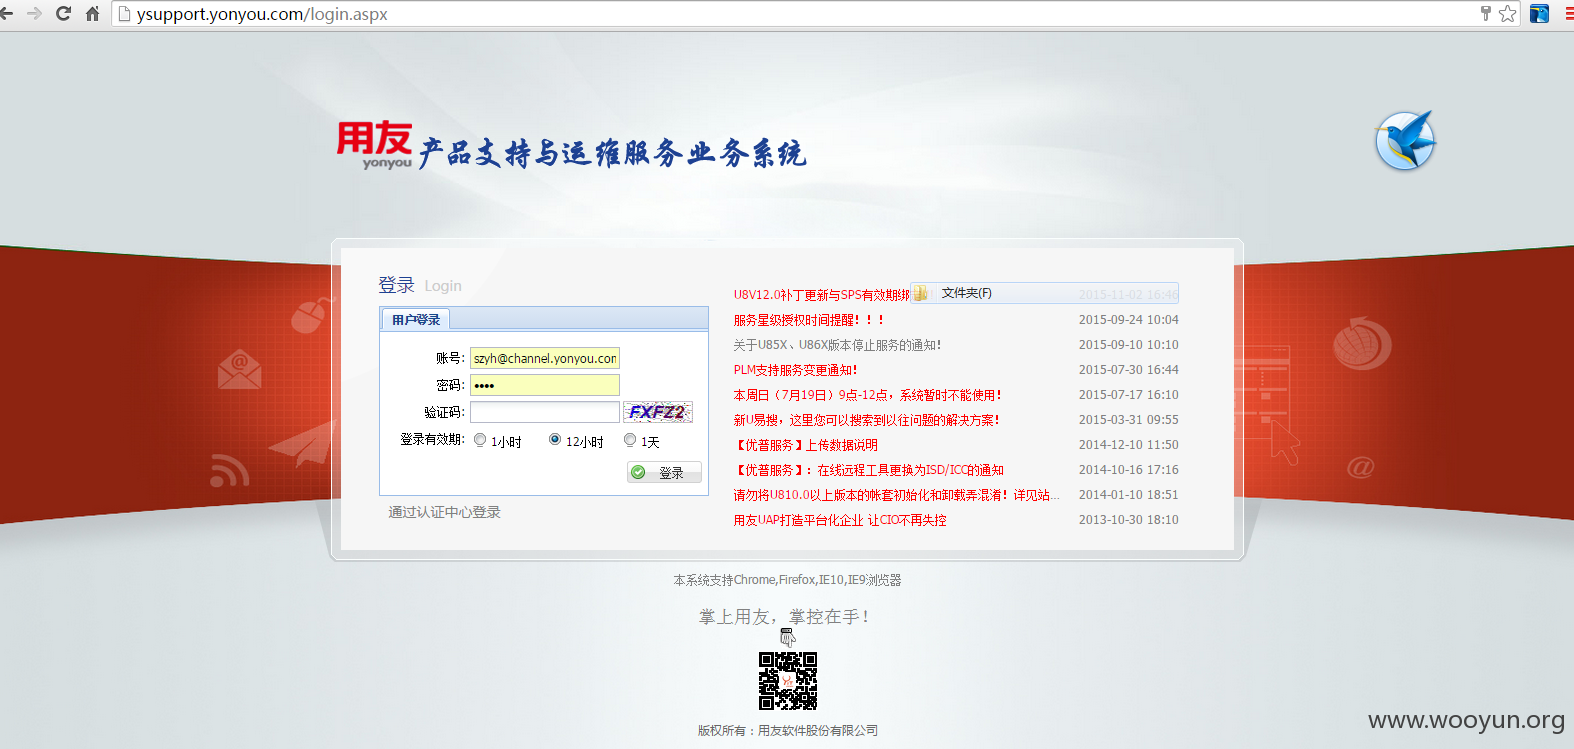 ysupport.yonyou.com/login.aspx
用友
yonyou
产品支持与运维服务业务系统
登录 Login
用户登录
账号: szyh@channel.yonyou.con
密码: ••••
验证码: FXFZ2
登录有效期: 1小时 12小时 1天
登录
通过认证中心登录
U8V12.0补丁更新与SPS有效期绑 2015-11-02 16:46
文件夹(F)
服务星级授权时间提醒！！！ 2015-09-24 10:04
关于U85X、U86X版本停止服务的通知！ 2015-09-10 10:10
PLM支持服务变更通知！ 2015-07-30 16:44
本周日（7月19日）9点-12点，系统暂时不能使用！ 2015-07-17 16:10
新U易搜，这里您可以搜索到以往问题的解决方案！ 2015-03-31 09:55
【优普服务】上传数据说明 2014-12-10 11:50
【优普服务】：在线远程工具更换为ISD/ICC的通知 2014-10-16 17:16
请勿将U810.0以上版本的帐套初始化和卸载弄混淆！详见站... 2014-01-10 18:51
用友UAP打造平台化企业 让CIO不再失控 2013-10-30 18:10
本系统支持Chrome,Firefox,IE10,IE9浏览器
掌上用友，掌控在手！
版权所有：用友软件股份有限公司
www.wooyun.org